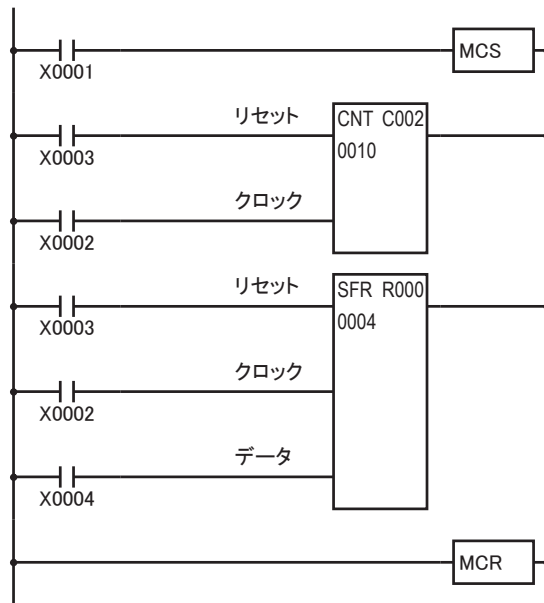 MCS
X0001
リセット
CNT C002
X0003
0010
クロック
X0002
リセット
SFR R000
X0003
0004
クロック
X0002
データ
X0004
MCR